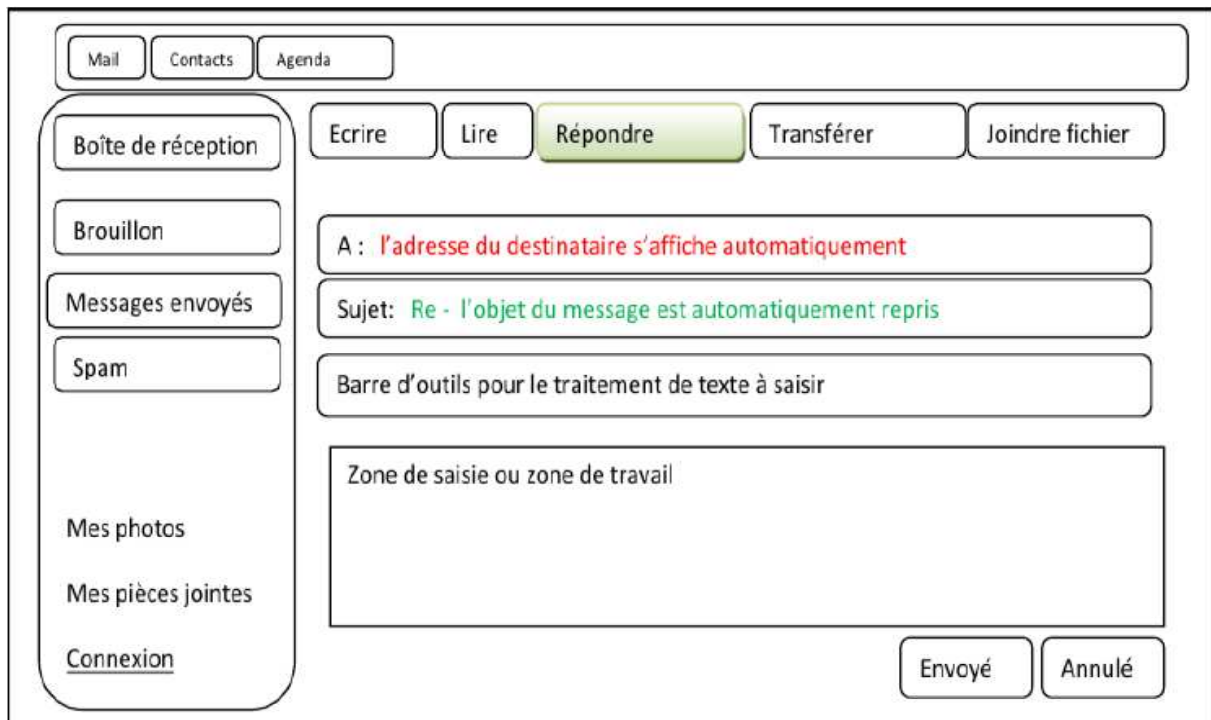 Mail Contacts Agenda
Ecrire Lire Répondre Transférer Joindre fichier
Boîte de réception
Brouillon
Messages envoyés
Spam
Mes photos
Mes pièces jointes
Connexion
A : l'adresse du destinataire s'affiche automatiquement
Sujet: Re - l'objet du message est automatiquement repris
Barre d'outils pour le traitement de texte à saisir
Zone de saisie ou zone de travail
Envoyé Annulé